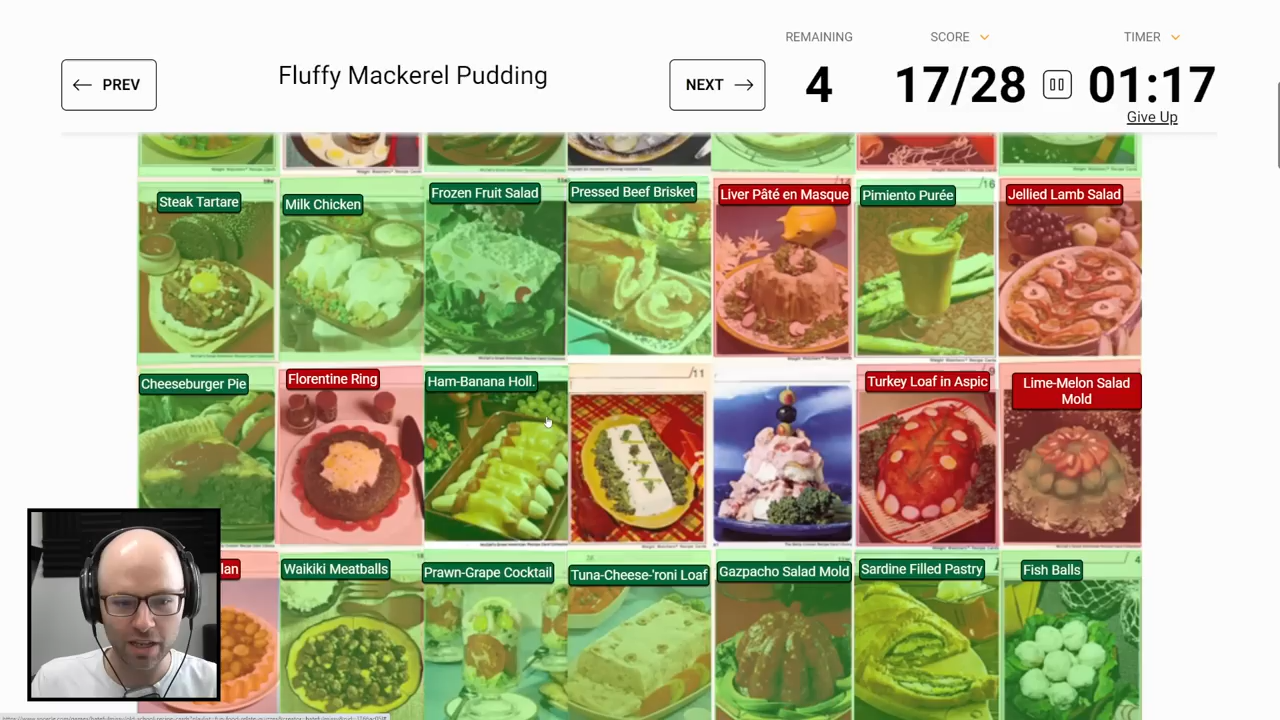 REMAINING
SCORE
TIMER
← PREV
Fluffy Mackerel Pudding
NEXT →
4
17/28
01:17
Give Up
Steak Tartare
Milk Chicken
Frozen Fruit Salad
Pressed Beef Brisket
Liver Pâté en Masque
Pimiento Purée
Jellied Lamb Salad
16
Cheeseburger Pie
Florentine Ring
Ham-Banana Holl.
11
Turkey Loaf in Aspic
Lime-Melon Salad
Mold
lan
Waikiki Meatballs
Prawn-Grape Cocktail
Tuna-Cheese-'roni Loaf
Gazpacho Salad Mold
Sardine Filled Pastry
Fish Balls
4